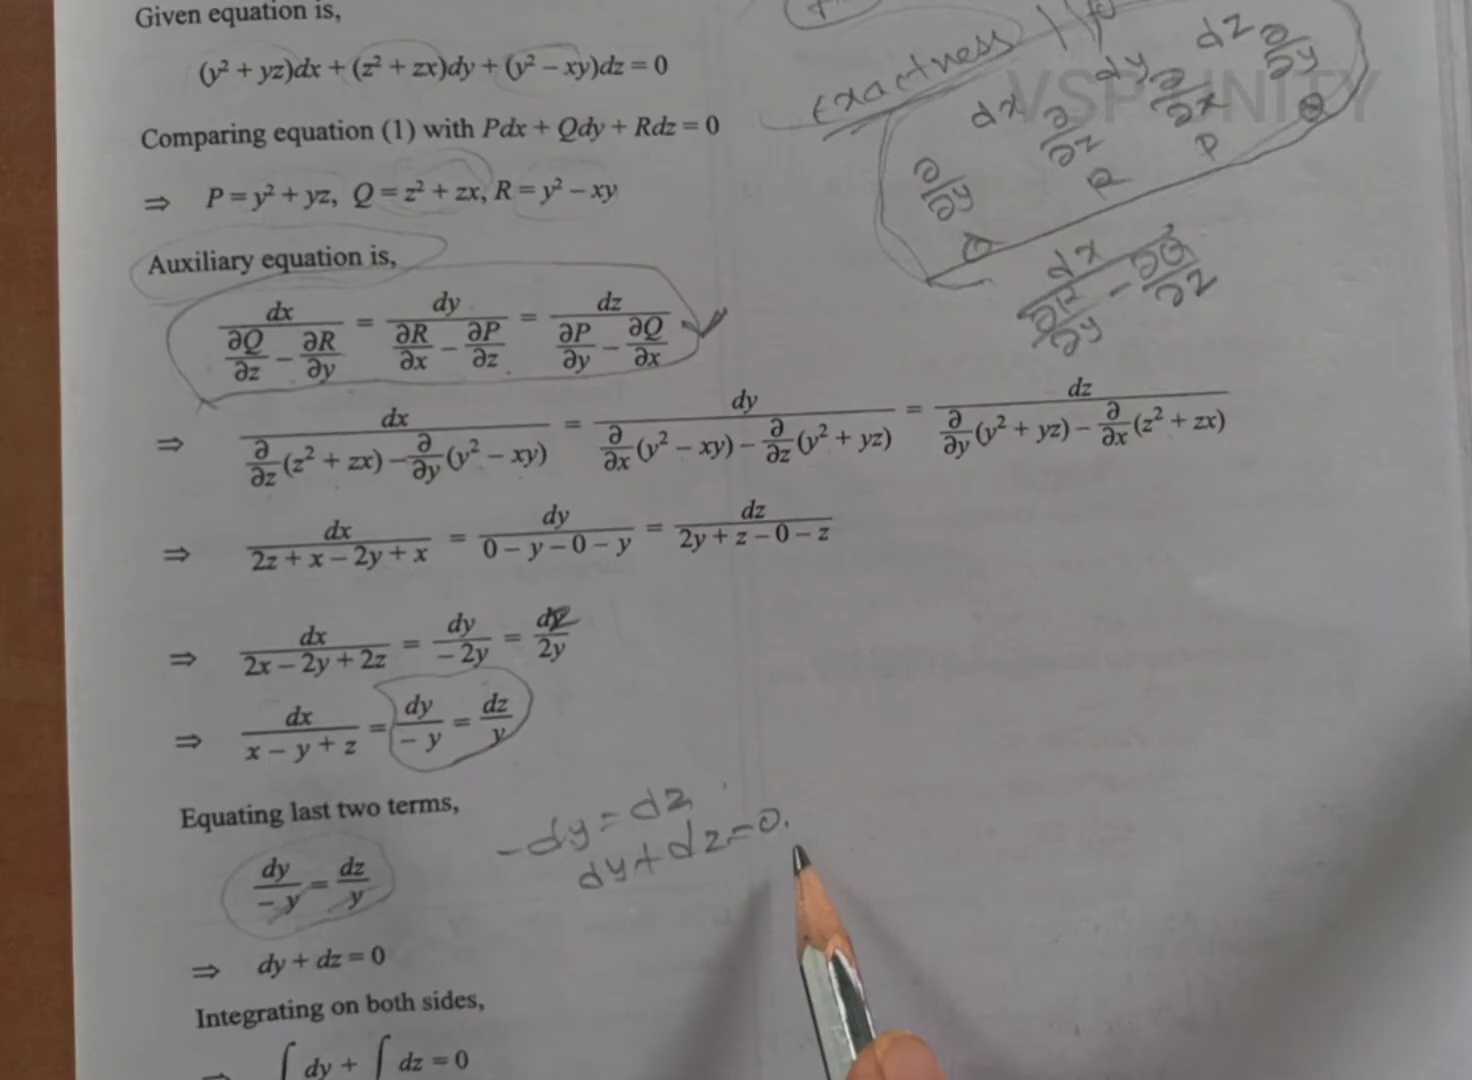 Given equation is,
(y² + yz)dx + (z² + zx)dy + (y² – xy)dz = 0
Comparing equation (1) with Pdx + Qdy + Rdz = 0
⇒ P = y² + yz, Q = z² + zx, R = y² – xy
Auxiliary equation is,
dx / (∂Q/∂z – ∂R/∂y) = dy / (∂R/∂x – ∂P/∂z) = dz / (∂P/∂y – ∂Q/∂x)
⇒ dx / (∂/∂z (z² + zx) – ∂/∂y (y² – xy)) = dy / (∂/∂x (y² – xy) – ∂/∂z (y² + yz)) = dz / (∂/∂y (y² + yz) – ∂/∂x (z² + zx))
⇒ dx / (2z + x – 2y + x) = dy / (0 – y – 0 – y) = dz / (2y + z – 0 – z)
⇒ dx / (2x – 2y + 2z) = dy / (– 2y) = dz / 2y
⇒ dx / (x – y + z) = dy / (– y) = dz / y
Equating last two terms,
dy / (– y) = dz / y
⇒ dy + dz = 0
Integrating on both sides,
⇒ ∫ dy + ∫ dz = 0
Exactness
dx dy dz
∂/∂y ∂/∂z ∂/∂x ∂/∂y
Q R P Q
dx
∂R/∂y – ∂Q/∂z
– dy = dz
dy + dz = 0.